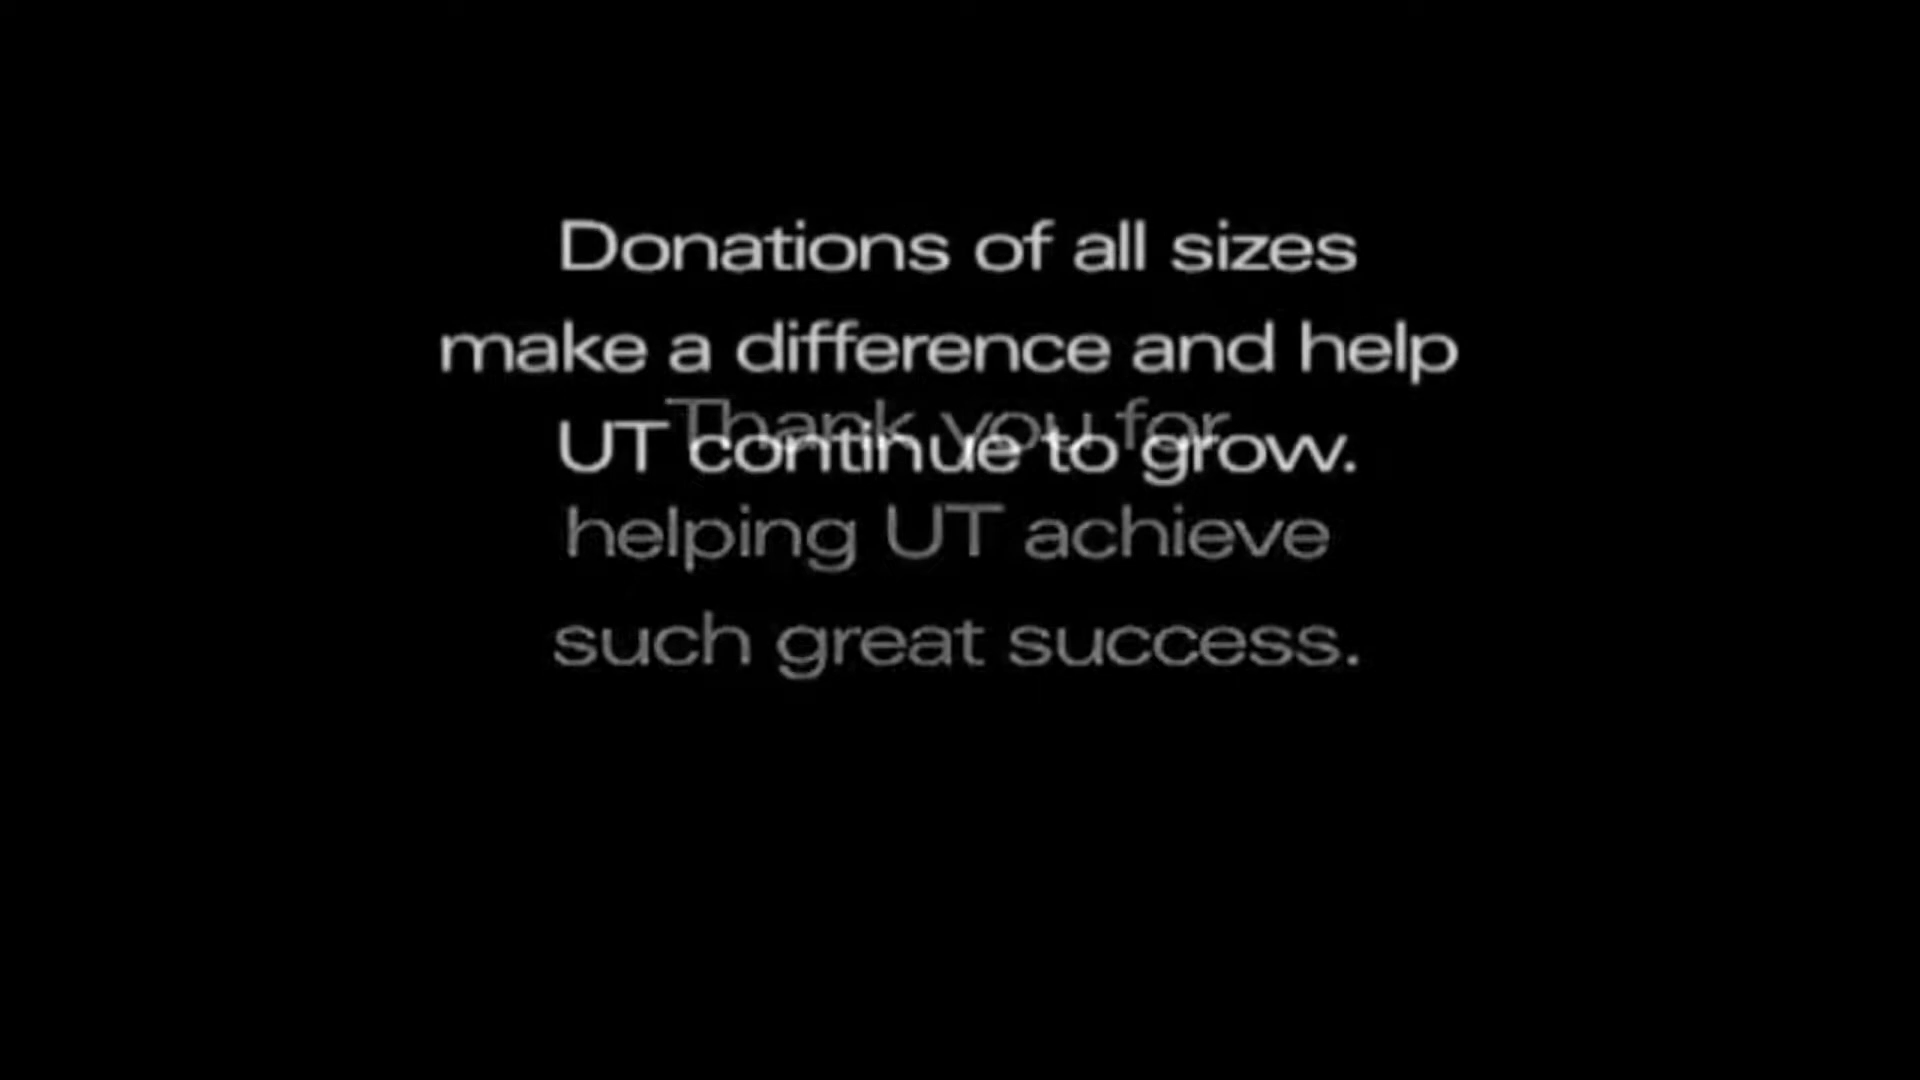 Donations of all sizes
make a difference and help
UT continue to grow.
Thank you for
helping UT achieve
such great success.